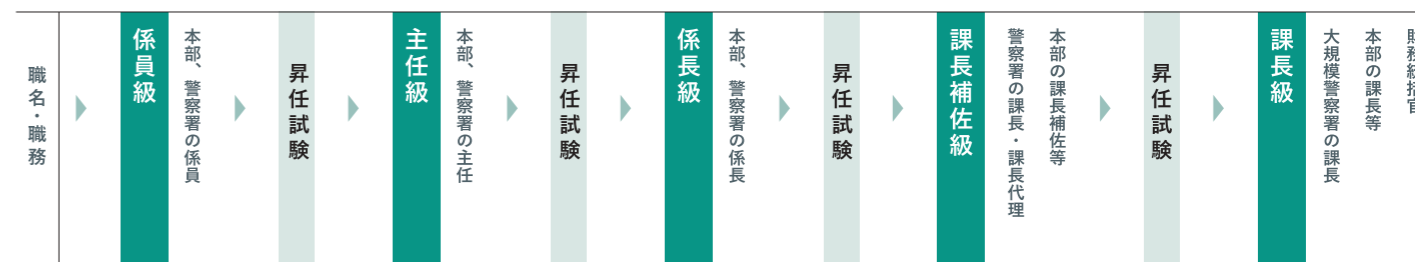 職名・職務
係員級
本部、警察署の係員
昇任試験
主任級
本部、警察署の主任
昇任試験
係長級
本部、警察署の係長
昇任試験
課長補佐級
警察署の課長・課長代理
本部の課長補佐等
昇任試験
課長級
大規模警察署の課長
本部の課長等